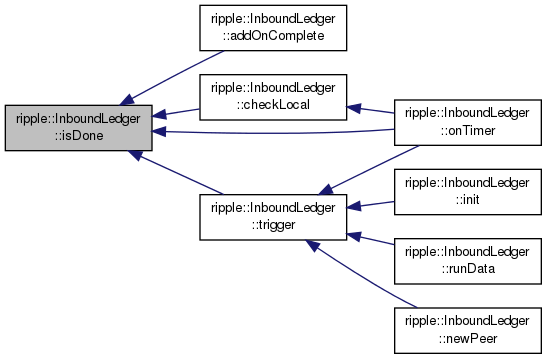 ripple::InboundLedger
::addOnComplete
ripple::InboundLedger
::checkLocal
ripple::InboundLedger
::isDone
ripple::InboundLedger
::onTimer
ripple::InboundLedger
::init
ripple::InboundLedger
::trigger
ripple::InboundLedger
::runData
ripple::InboundLedger
::newPeer